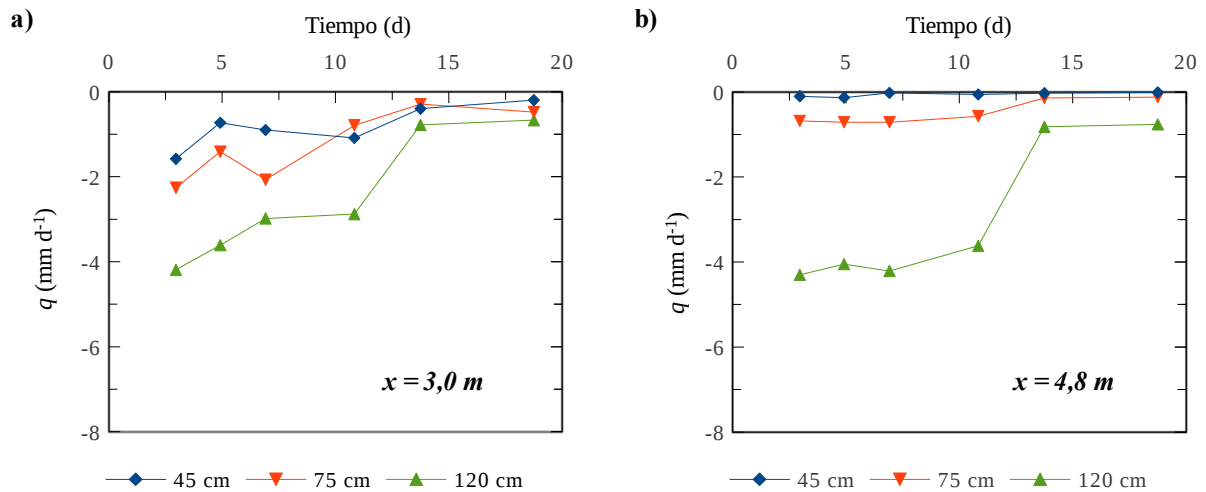 a)
Tiempo (d)
0 5 10 15 20
0
-2
-4
-6
-8
q (mm d-1)
x = 3,0 m
45 cm 75 cm 120 cm
b)
Tiempo (d)
0 5 10 15 20
0
-2
-4
-6
-8
q (mm d-1)
x = 4,8 m
45 cm 75 cm 120 cm